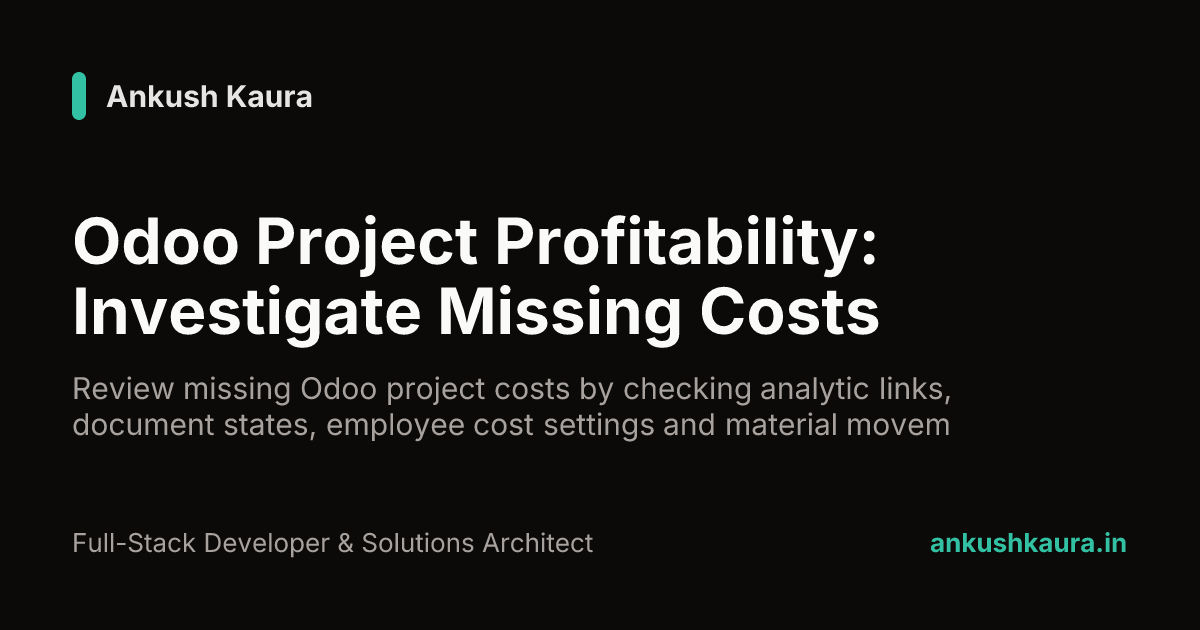 Ankush Kaura
Odoo Project Profitability:
Investigate Missing Costs
Review missing Odoo project costs by checking analytic links,
document states, employee cost settings and material movem
Full-Stack Developer & Solutions Architect
ankushkaura.in